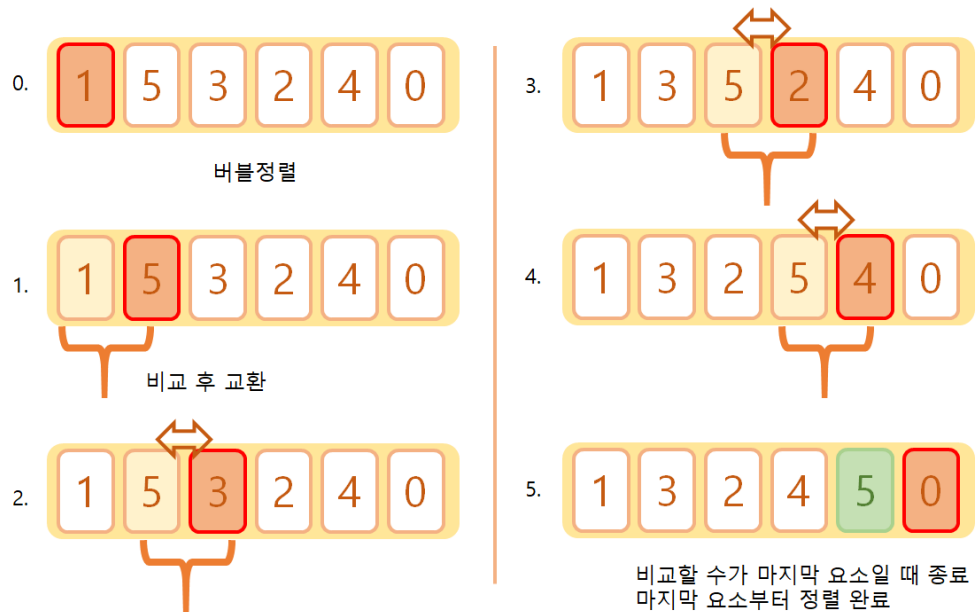 0.
1 5 3 2 4 0
버블정렬
1.
1 5 3 2 4 0
비교 후 교환
2.
1 5 3 2 4 0
3.
1 3 5 2 4 0
4.
1 3 2 5 4 0
5.
1 3 2 4 5 0
비교할 수가 마지막 요소일 때 종료
마지막 요소부터 정렬 완료